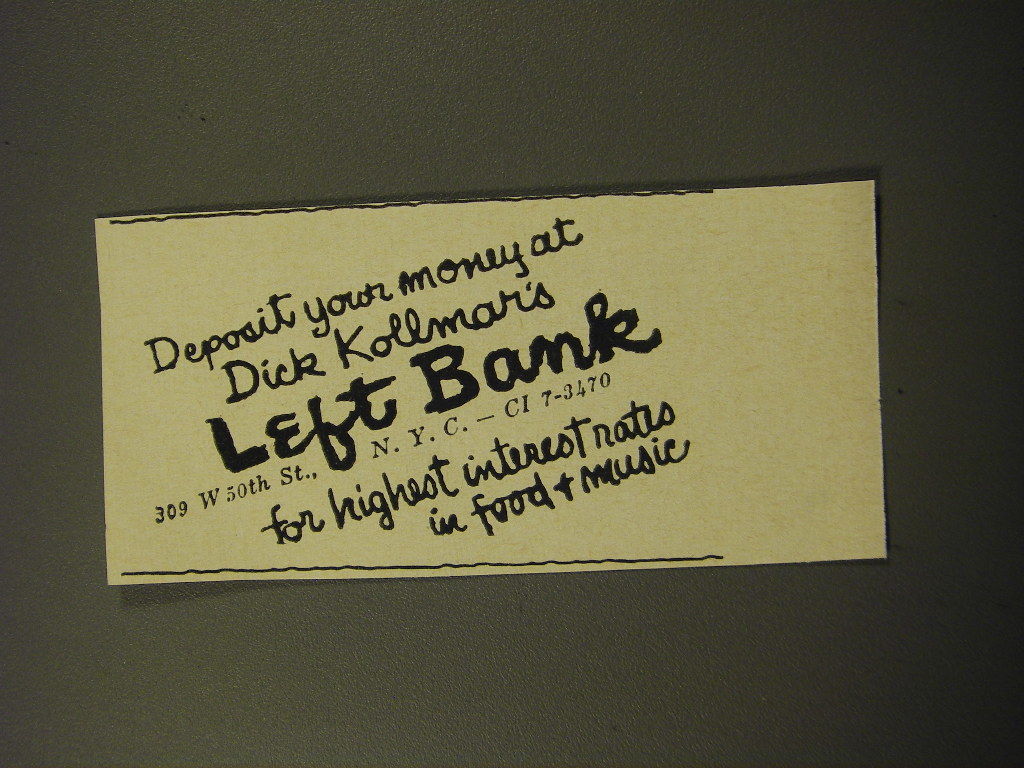 Deposit your money at
Dick Kollmar's
Left Bank
309 W 50th St., N. Y. C. — CI 7-3470
for highest interest rates
in food + music